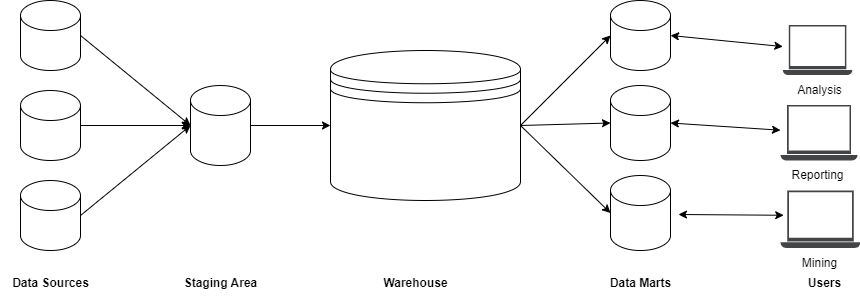 Analysis
Reporting
Mining
Data Sources
Staging Area
Warehouse
Data Marts
Users